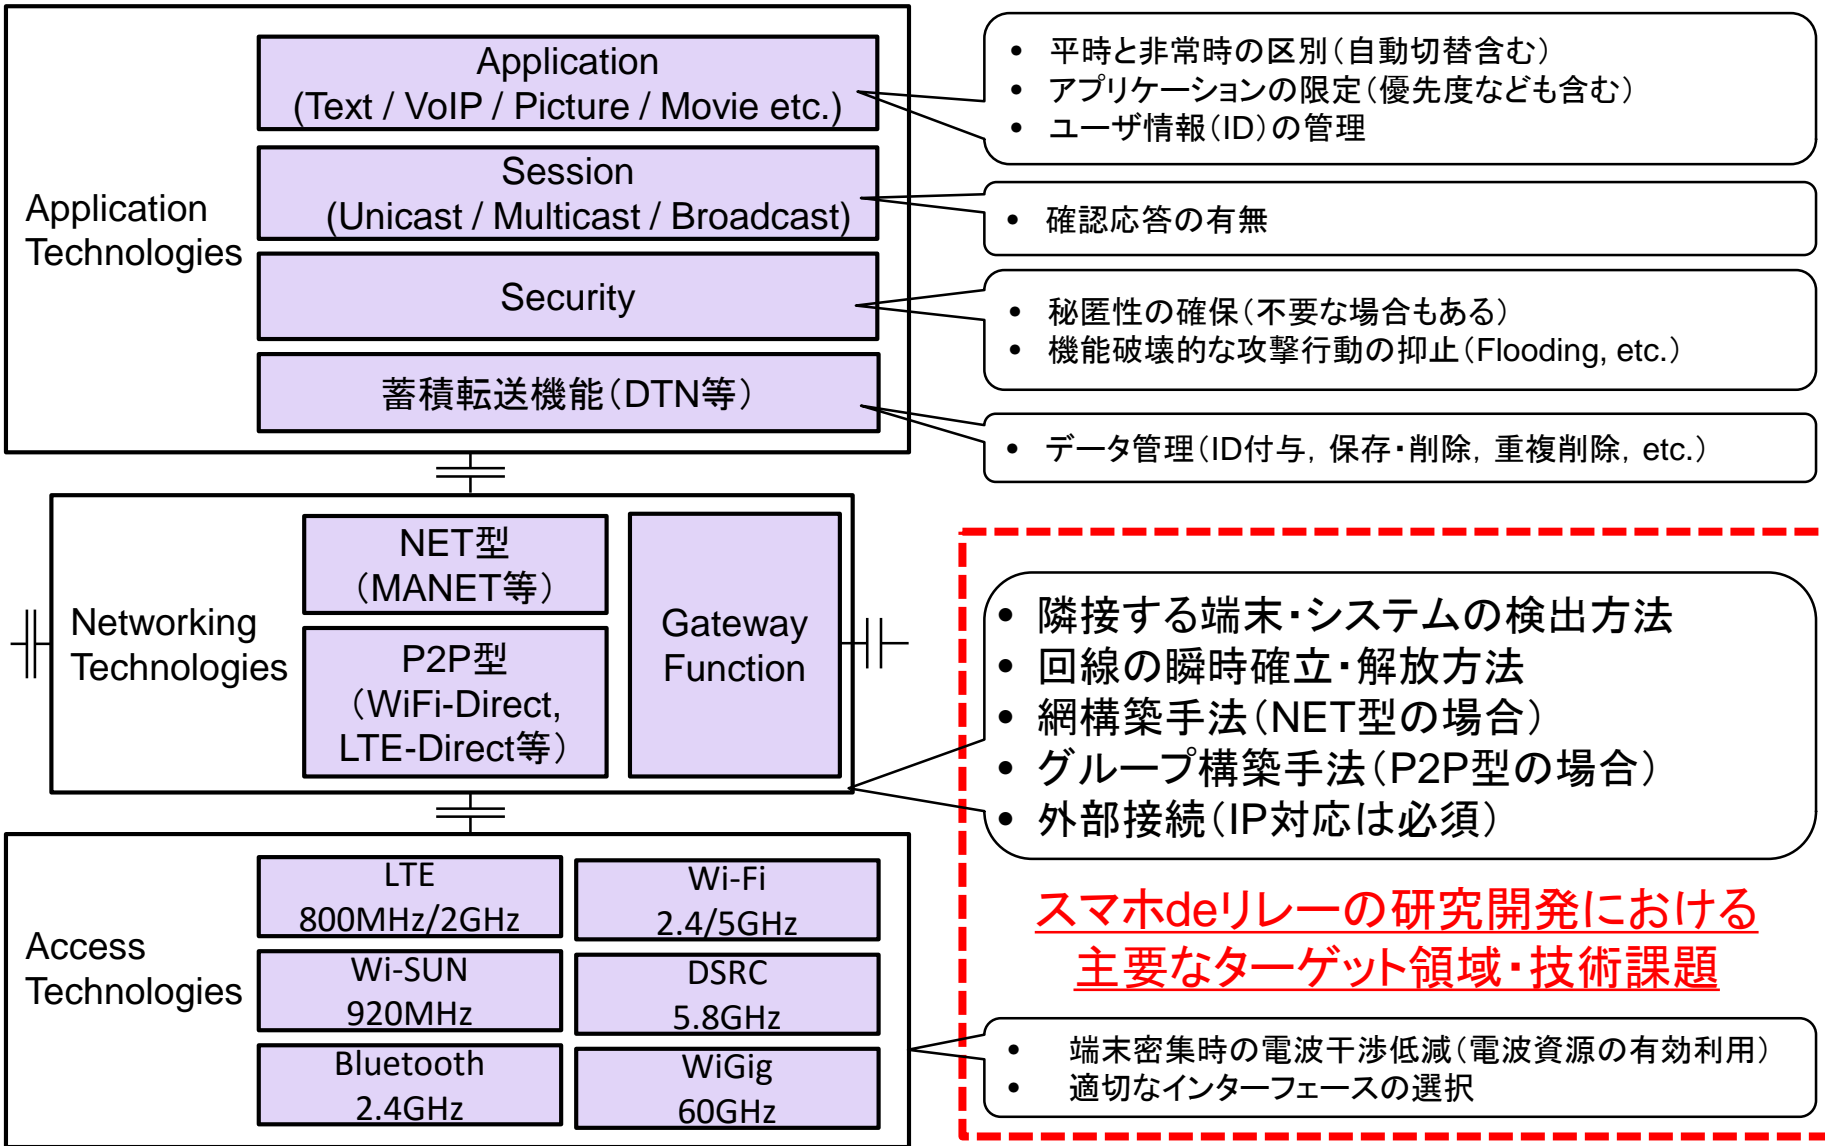 Application
Technologies
Application
(Text / VoIP / Picture / Movie etc.)
Session
(Unicast / Multicast / Broadcast)
Security
蓄積転送機能（DTN等）
• 平時と非常時の区別（自動切替含む）
• アプリケーションの限定（優先度なども含む）
• ユーザ情報（ID）の管理
• 確認応答の有無
• 秘匿性の確保（不要な場合もある）
• 機能破壊的な攻撃行動の抑止（Flooding, etc.）
• データ管理（ID付与，保存・削除，重複削除，etc.）
Networking
Technologies
NET型
（MANET等）
P2P型
（WiFi-Direct,
LTE-Direct等）
Gateway
Function
• 隣接する端末・システムの検出方法
• 回線の瞬時確立・解放方法
• 網構築手法（NET型の場合）
• グループ構築手法（P2P型の場合）
• 外部接続（IP対応は必須）
スマホdeリレーの研究開発における
主要なターゲット領域・技術課題
Access
Technologies
LTE
800MHz/2GHz
Wi-Fi
2.4/5GHz
Wi-SUN
920MHz
DSRC
5.8GHz
Bluetooth
2.4GHz
WiGig
60GHz
• 端末密集時の電波干渉低減（電波資源の有効利用）
• 適切なインターフェースの選択